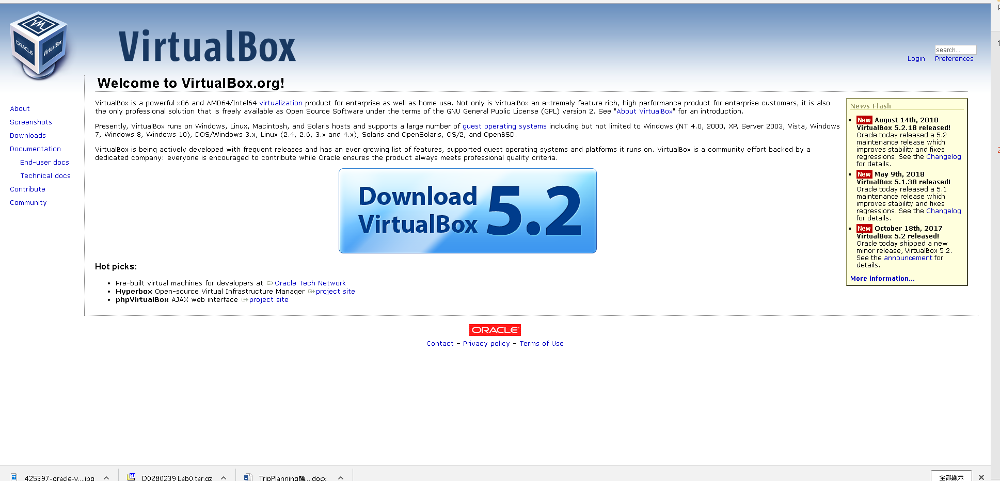 ORACLE
VirtualBox
VirtualBox
search...
Login Preferences
Welcome to VirtualBox.org!
About
Screenshots
Downloads
Documentation
End-user docs
Technical docs
Contribute
Community
VirtualBox is a powerful x86 and AMD64/Intel64 virtualization product for enterprise as well as home use. Not only is VirtualBox an extremely feature rich, high performance product for enterprise customers, it is also
the only professional solution that is freely available as Open Source Software under the terms of the GNU General Public License (GPL) version 2. See "About VirtualBox" for an introduction.
Presently, VirtualBox runs on Windows, Linux, Macintosh, and Solaris hosts and supports a large number of guest operating systems including but not limited to Windows (NT 4.0, 2000, XP, Server 2003, Vista, Windows
7, Windows 8, Windows 10), DOS/Windows 3.x, Linux (2.4, 2.6, 3.x and 4.x), Solaris and OpenSolaris, OS/2, and OpenBSD.
VirtualBox is being actively developed with frequent releases and has an ever growing list of features, supported guest operating systems and platforms it runs on. VirtualBox is a community effort backed by a
dedicated company: everyone is encouraged to contribute while Oracle ensures the product always meets professional quality criteria.
Download
VirtualBox 5.2
Hot picks:
Pre-built virtual machines for developers at Oracle Tech Network
Hyperbox Open-source Virtual Infrastructure Manager project site
phpVirtualBox AJAX web interface project site
News Flash
New August 14th, 2018
VirtualBox 5.2.18 released!
Oracle today released a 5.2
maintenance release which
improves stability and fixes
regressions. See the Changelog
for details.
New May 9th, 2018
VirtualBox 5.1.38 released!
Oracle today released a 5.1
maintenance release which
improves stability and fixes
regressions. See the Changelog
for details.
New October 18th, 2017
VirtualBox 5.2 released!
Oracle today shipped a new
minor release, VirtualBox 5.2.
See the announcement for
details.
More information...
ORACLE
Contact – Privacy policy – Terms of Use
425397-oracle-v....jpg
D0280239 Lab0.tar.gz
TripPlanning論....docx
全部顯示